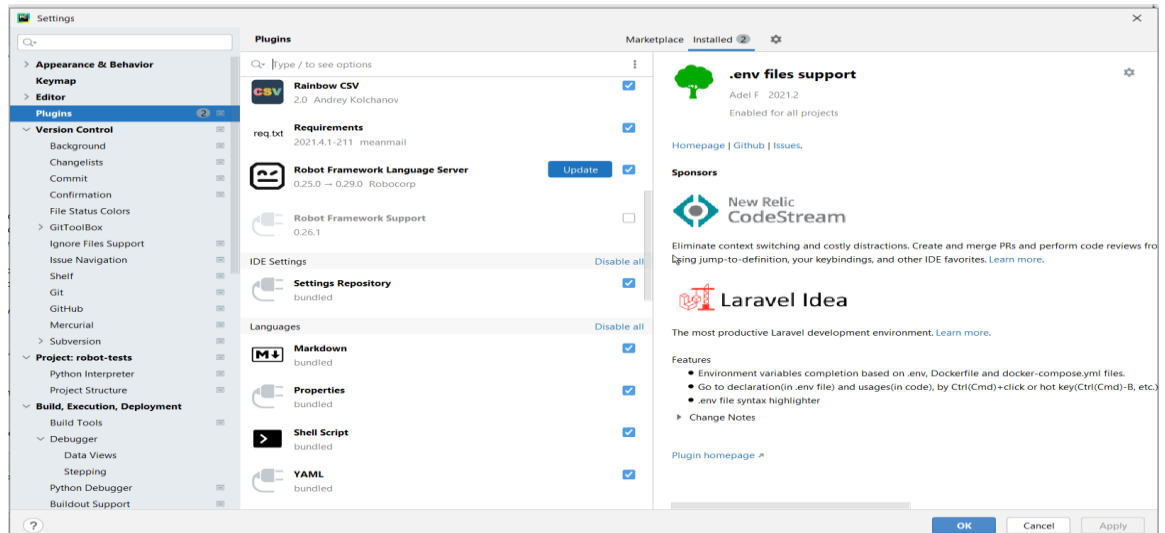 Settings
Appearance & Behavior
Keymap
Editor
Plugins 2
Version Control
Background
Changelists
Commit
Confirmation
File Status Colors
GitToolBox
Ignore Files Support
Issue Navigation
Shelf
Git
GitHub
Mercurial
Subversion
Project: robot-tests
Python Interpreter
Project Structure
Build, Execution, Deployment
Build Tools
Debugger
Data Views
Stepping
Python Debugger
Buildout Support
?
Plugins
Marketplace Installed 2
Type / to see options
CSV
Rainbow CSV
2.0 Andrey Kolchanov
req.txt
Requirements
2021.4.1-211 meanmail
Robot Framework Language Server
0.25.0 → 0.29.0 Robocorp
Update
Robot Framework Support
0.26.1
IDE Settings Disable all
Settings Repository
bundled
Languages Disable all
M
Markdown
bundled
Properties
bundled
Shell Script
bundled
YAML
bundled
.env files support
Adel F 2021.2
Enabled for all projects
Homepage | Github | Issues.
Sponsors
New Relic
CodeStream
Eliminate context switching and costly distractions. Create and merge PRs and perform code reviews fro
using jump-to-definition, your keybindings, and other IDE favorites. Learn more.
Laravel Idea
The most productive Laravel development environment. Learn more.
Features
• Environment variables completion based on .env, Dockerfile and docker-compose.yml files.
• Go to declaration(in .env file) and usages(in code), by Ctrl(Cmd)+click or hot key(Ctrl(Cmd)-B, etc.)
• .env file syntax highlighter
Change Notes
Plugin homepage ↗
OK Cancel Apply